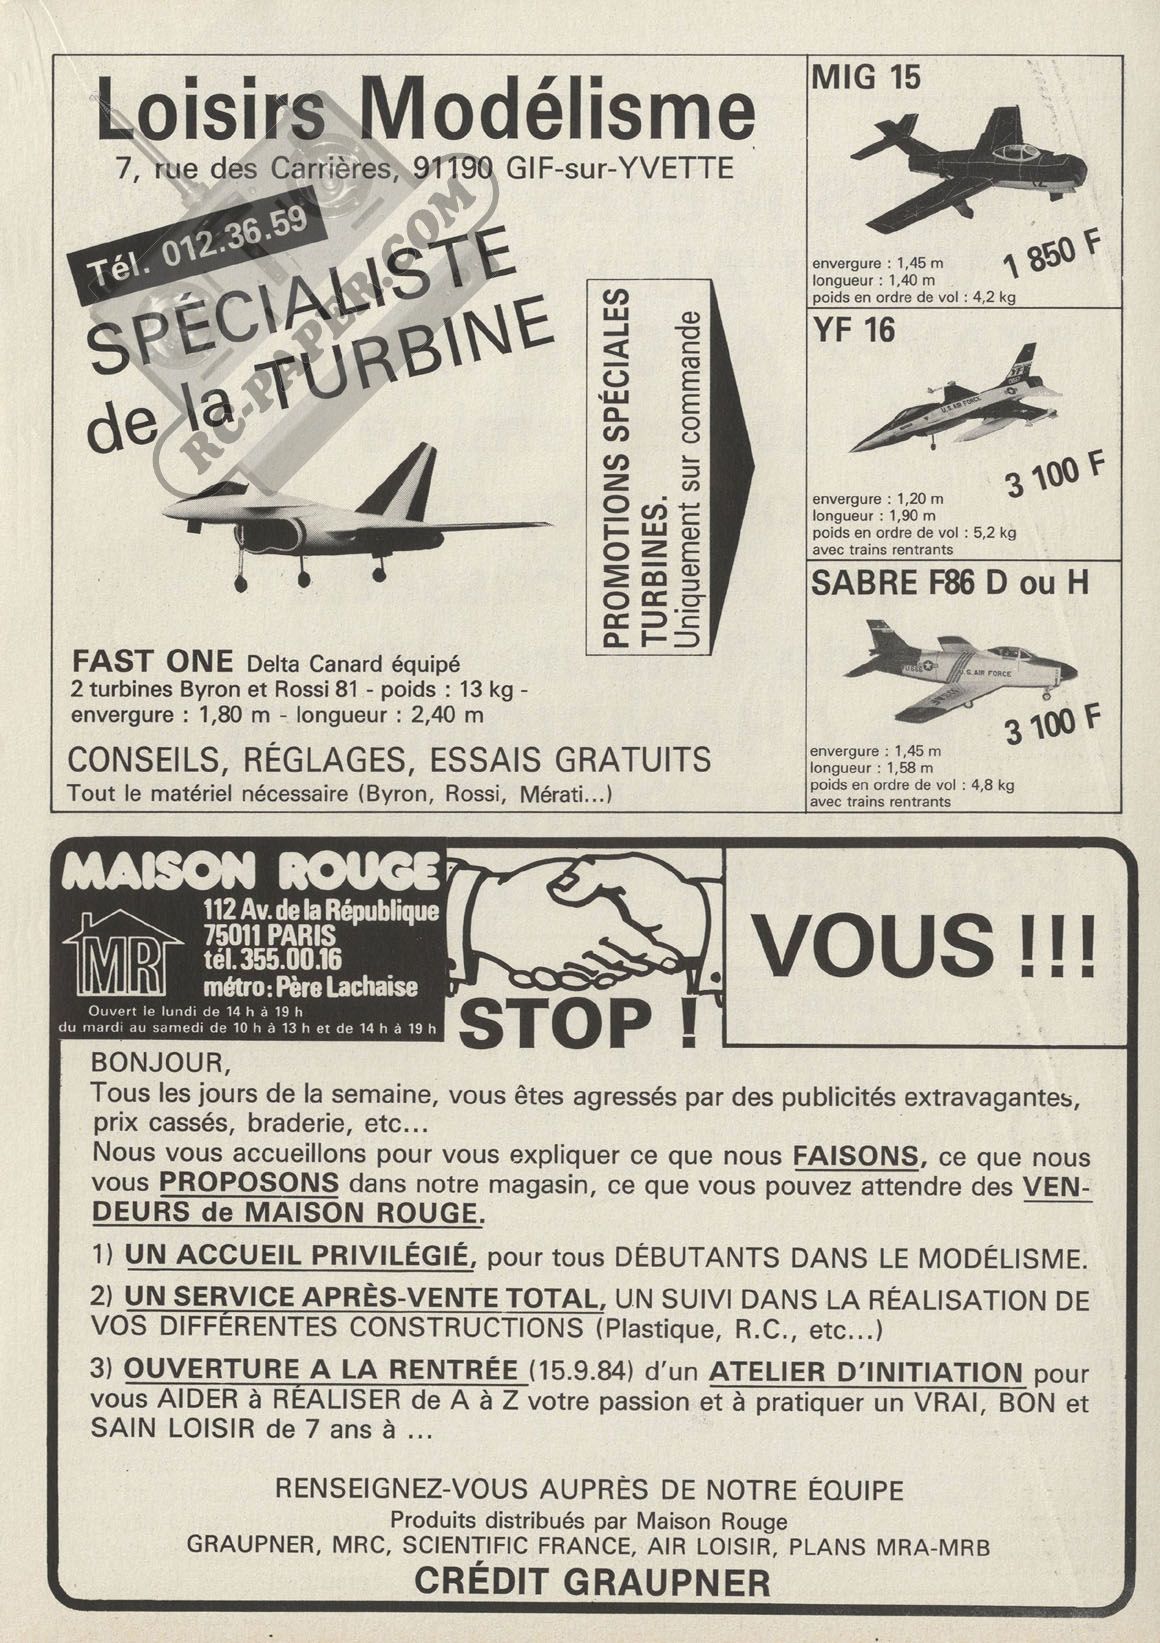 Loisirs Modélisme
7, rue des Carrières, 91190 GIF-sur-YVETTE
Tél. 012.36.59
SPÉCIALISTE
de la TURBINE
RC-PAPER.COM
PROMOTIONS SPÉCIALES
TURBINES.
Uniquement sur commande
FAST ONE Delta Canard équipé
2 turbines Byron et Rossi 81 - poids : 13 kg -
envergure : 1,80 m - longueur : 2,40 m
CONSEILS, RÉGLAGES, ESSAIS GRATUITS
Tout le matériel nécessaire (Byron, Rossi, Mérati...)
MIG 15
1 850 F
envergure : 1,45 m
longueur : 1,40 m
poids en ordre de vol : 4,2 kg
YF 16
U.S. AIR FORCE
3 100 F
envergure : 1,20 m
longueur : 1,90 m
poids en ordre de vol : 5,2 kg
avec trains rentrants
SABRE F86 D ou H
U.S. AIR FORCE
3 100 F
envergure : 1,45 m
longueur : 1,58 m
poids en ordre de vol : 4,8 kg
avec trains rentrants
MAISON ROUGE
MR
112 Av. de la République
75011 PARIS
tél. 355.00.16
métro : Père Lachaise
Ouvert le lundi de 14 h à 19 h
du mardi au samedi de 10 h à 13 h et de 14 h à 19 h
STOP !
VOUS !!!
BONJOUR,
Tous les jours de la semaine, vous êtes agressés par des publicités extravagantes,
prix cassés, braderie, etc...
Nous vous accueillons pour vous expliquer ce que nous FAISONS, ce que nous
vous PROPOSONS dans notre magasin, ce que vous pouvez attendre des VEN-
DEURS de MAISON ROUGE.
1) UN ACCUEIL PRIVILÉGIÉ, pour tous DÉBUTANTS DANS LE MODÉLISME.
2) UN SERVICE APRÈS-VENTE TOTAL, UN SUIVI DANS LA RÉALISATION DE
VOS DIFFÉRENTES CONSTRUCTIONS (Plastique, R.C., etc...)
3) OUVERTURE A LA RENTRÉE (15.9.84) d'un ATELIER D'INITIATION pour
vous AIDER à RÉALISER de A à Z votre passion et à pratiquer un VRAI, BON et
SAIN LOISIR de 7 ans à ...
RENSEIGNEZ-VOUS AUPRÈS DE NOTRE ÉQUIPE
Produits distribués par Maison Rouge
GRAUPNER, MRC, SCIENTIFIC FRANCE, AIR LOISIR, PLANS MRA-MRB
CRÉDIT GRAUPNER